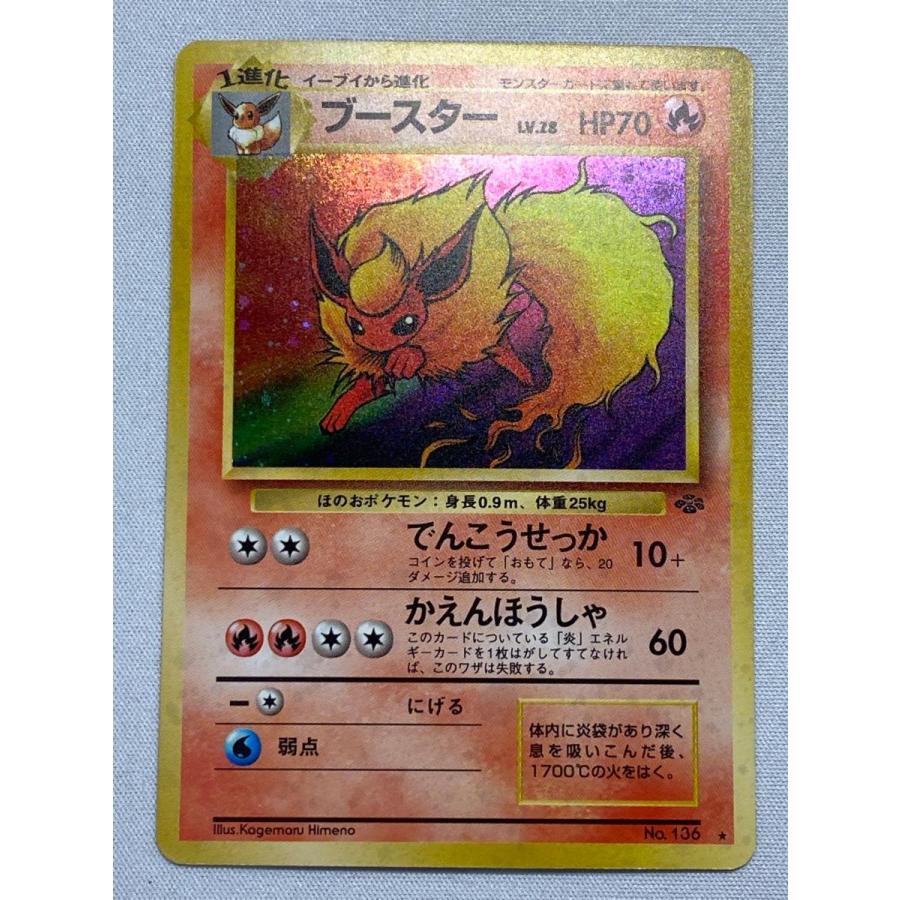 1進化 イーブイから進化 モンスターカードに重ねて使います。
ブースター LV.28 HP70
ほのおポケモン：身長0.9m、体重25kg
でんこうせっか 10+
コインを投げて「おもて」なら、20
ダメージ追加する。
かえんほうしゃ 60
このカードについている「炎」エネル
ギーカードを1枚はがしてすてなけれ
ば、このワザは失敗する。
− にげる
弱点
体内に炎袋があり深く
息を吸いこんだ後、
1700℃の火をはく。
Illus.Kagemaru Himeno No. 136 ★